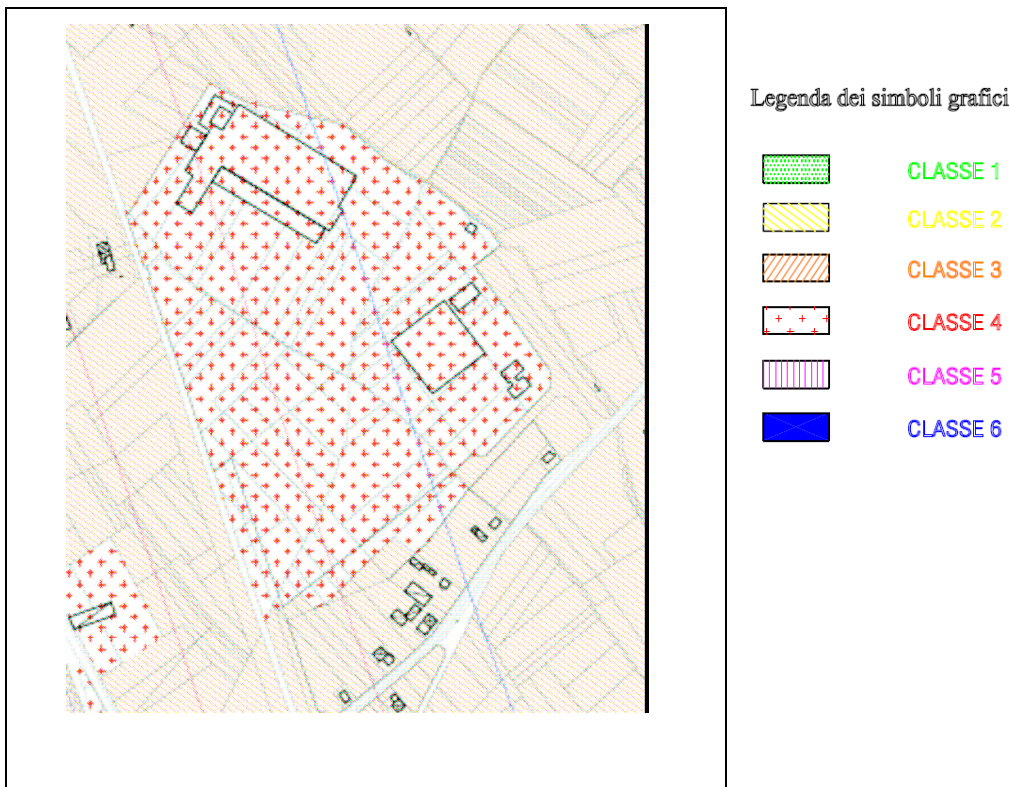 Legenda dei simboli grafici
CLASSE 1
CLASSE 2
CLASSE 3
CLASSE 4
CLASSE 5
CLASSE 6